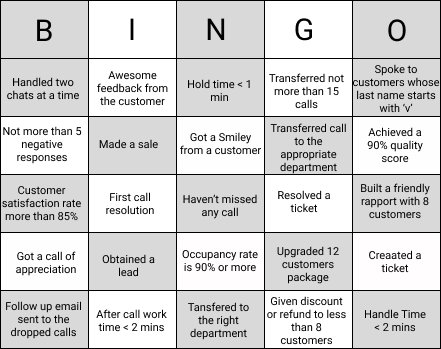 B I N G O
Handled two
chats at a time
Awesome
feedback from
the customer
Hold time < 1
min
Transferred not
more than 15
calls
Spoke to
customers whose
last name starts
with ‘v’
Not more than 5
negative
responses
Made a sale
Got a Smiley
from a customer
Transferred call
to the
appropriate
department
Achieved a
90% quality
score
Customer
satisfaction rate
more than 85%
First call
resolution
Haven’t missed
any call
Resolved a
ticket
Built a friendly
rapport with 8
customers
Got a call of
appreciation
Obtained a
lead
Occupancy rate
is 90% or more
Upgraded 12
customers
package
Creaated a
ticket
Follow up email
sent to the
dropped calls
After call work
time < 2 mins
Tansfered to
the right
department
Given discount
or refund to less
than 8
customers
Handle Time
< 2 mins